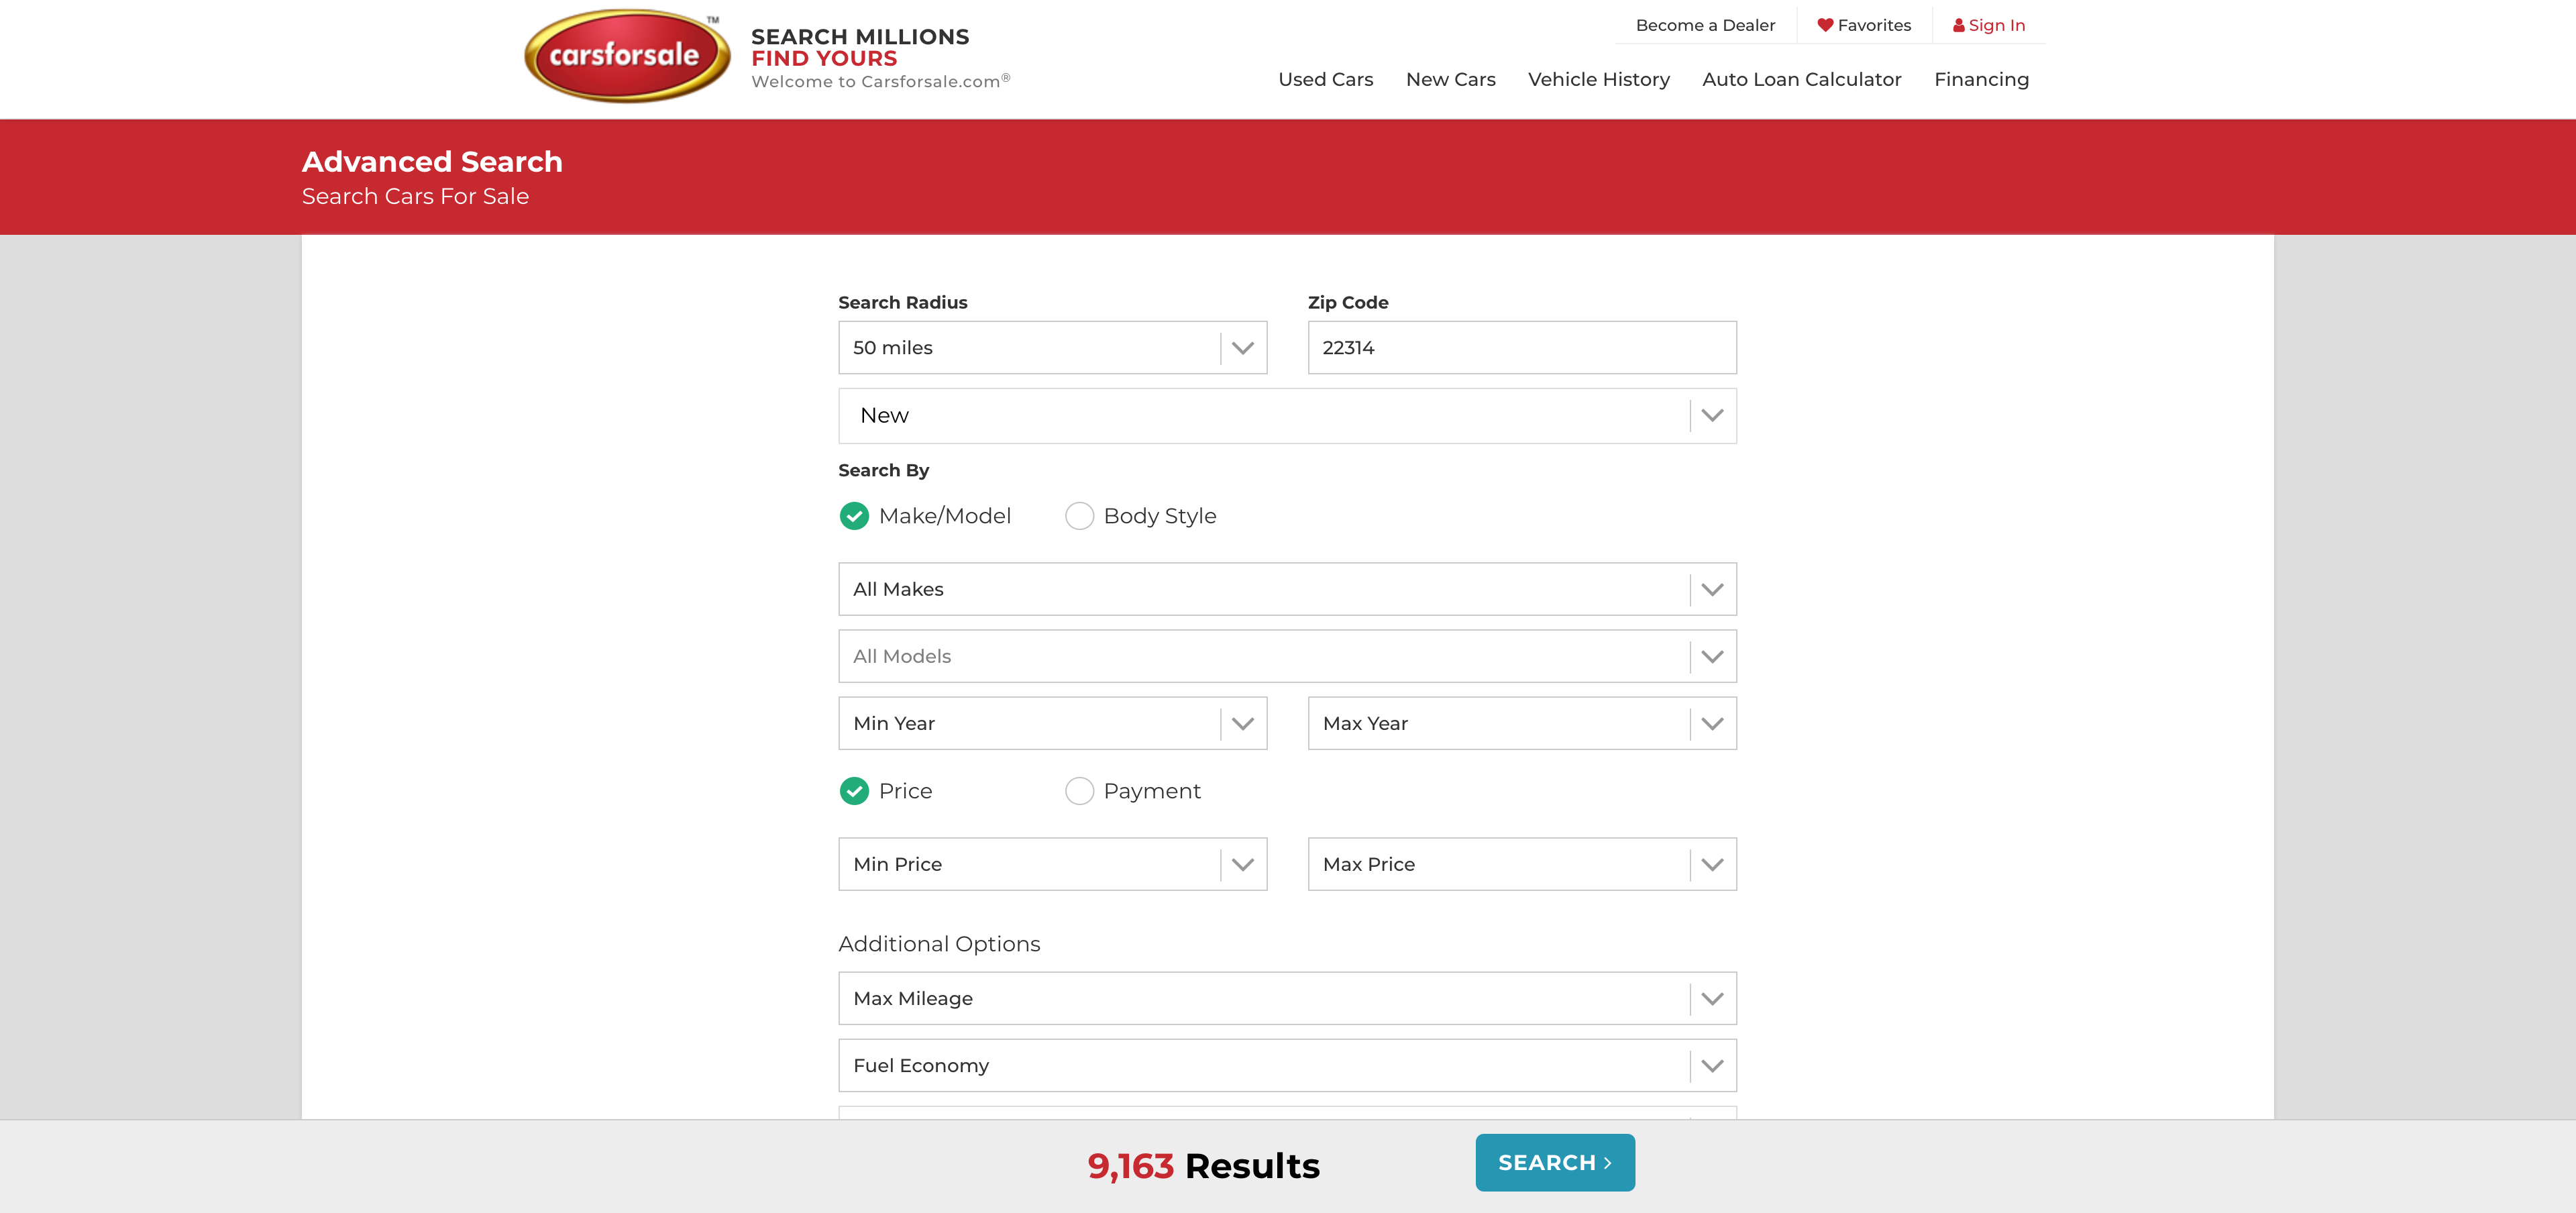 carsforsale
TM
SEARCH MILLIONS
FIND YOURS
Welcome to Carsforsale.com®
Become a Dealer
Favorites
Sign In
Used Cars
New Cars
Vehicle History
Auto Loan Calculator
Financing
Advanced Search
Search Cars For Sale
Search Radius
Zip Code
50 miles
22314
New
Search By
Make/Model
Body Style
All Makes
All Models
Min Year
Max Year
Price
Payment
Min Price
Max Price
Additional Options
Max Mileage
Fuel Economy
9,163 Results
SEARCH >